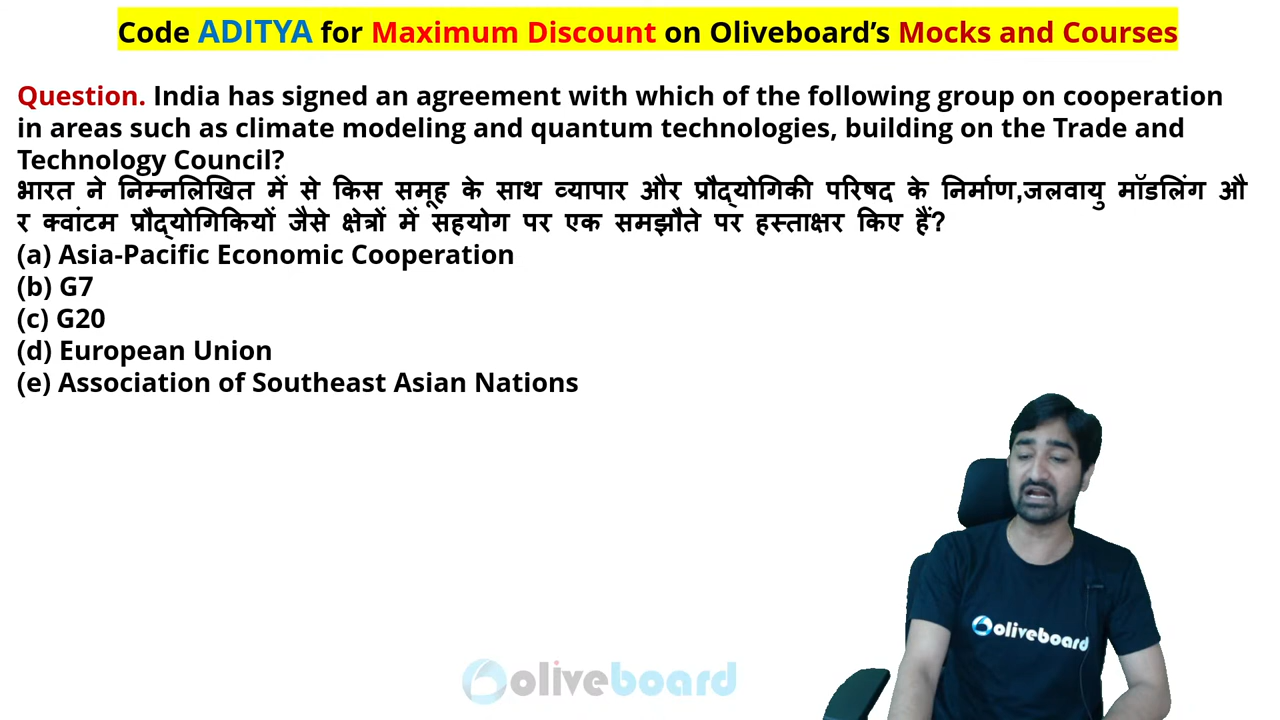 Code ADITYA for Maximum Discount on Oliveboard’s Mocks and Courses
Question. India has signed an agreement with which of the following group on cooperation
in areas such as climate modeling and quantum technologies, building on the Trade and
Technology Council?
भारत ने निम्नलिखित में से किस समूह के साथ व्यापार और प्रौद्योगिकी परिषद के निर्माण,जलवायु मॉडलिंग औ
र क्वांटम प्रौद्योगिकियों जैसे क्षेत्रों में सहयोग पर एक समझौते पर हस्ताक्षर किए हैं?
(a) Asia-Pacific Economic Cooperation
(b) G7
(c) G20
(d) European Union
(e) Association of Southeast Asian Nations
oliveboard
oliveboard